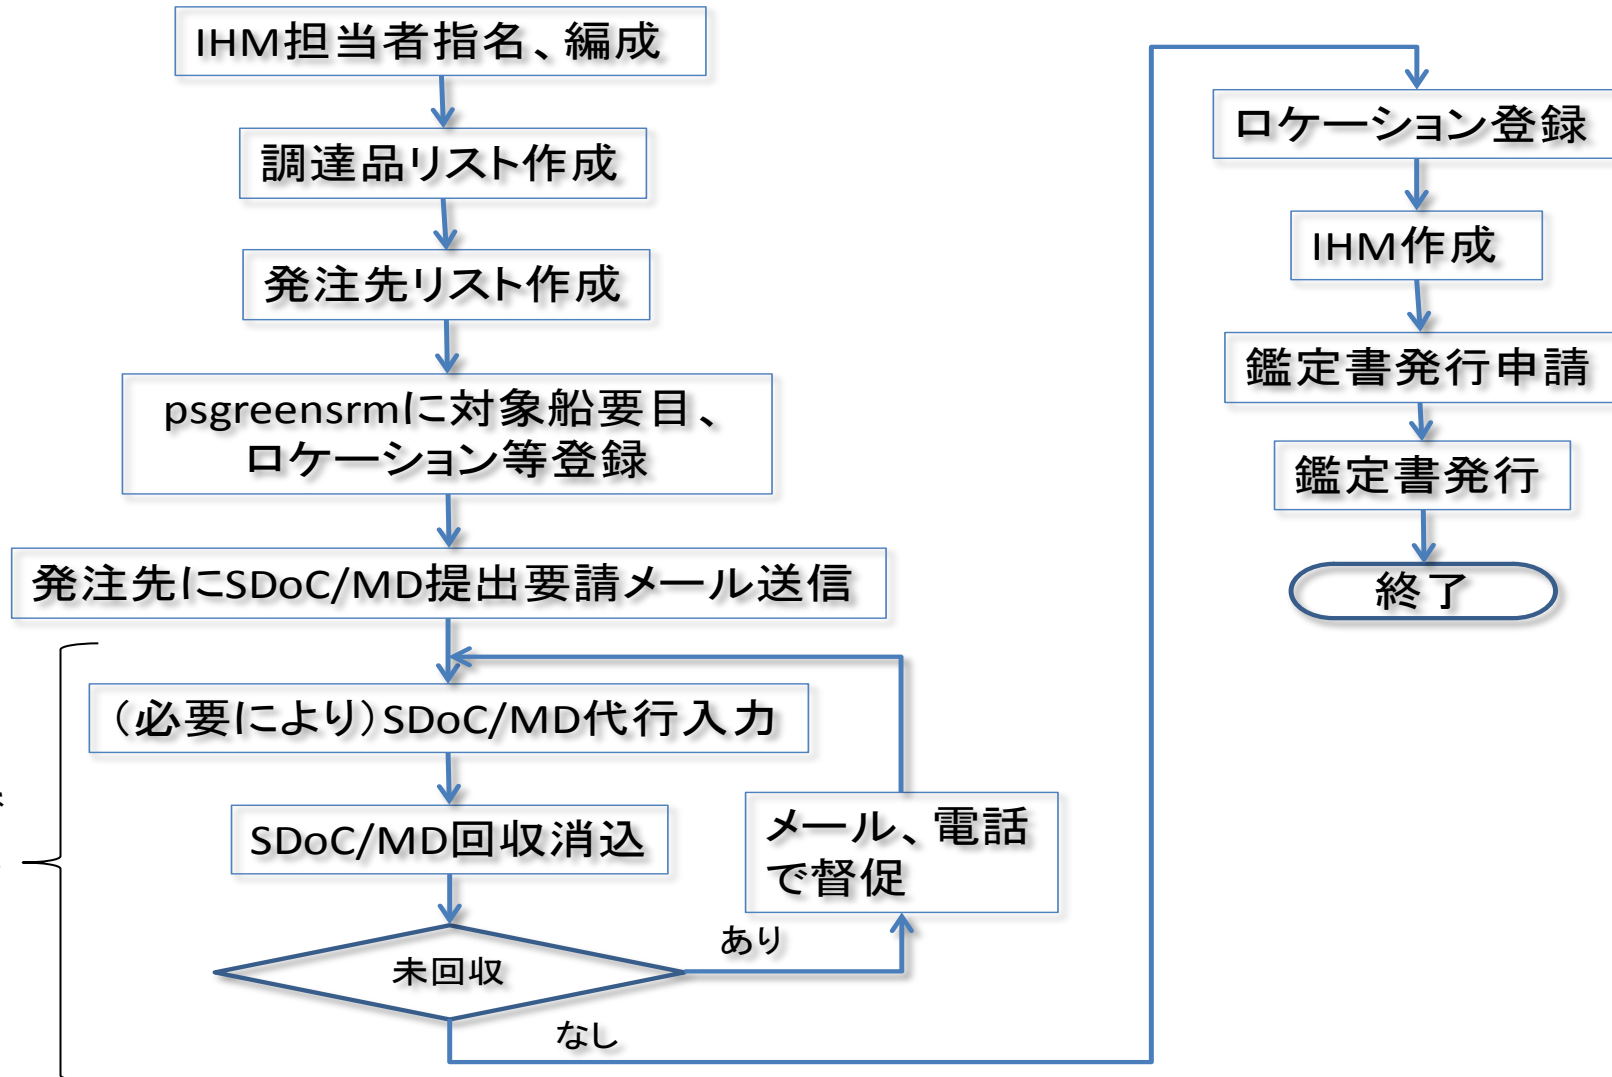 IHM担当者指名、編成
調達品リスト作成
発注先リスト作成
psgreensrmに対象船要目、
ロケーション等登録
発注先にSDoC/MD提出要請メール送信
（必要により）SDoC/MD代行入力
SDoC/MD回収消込
メール、電話
で督促
未回収
あり
なし
ロケーション登録
IHM作成
鑑定書発行申請
鑑定書発行
終了